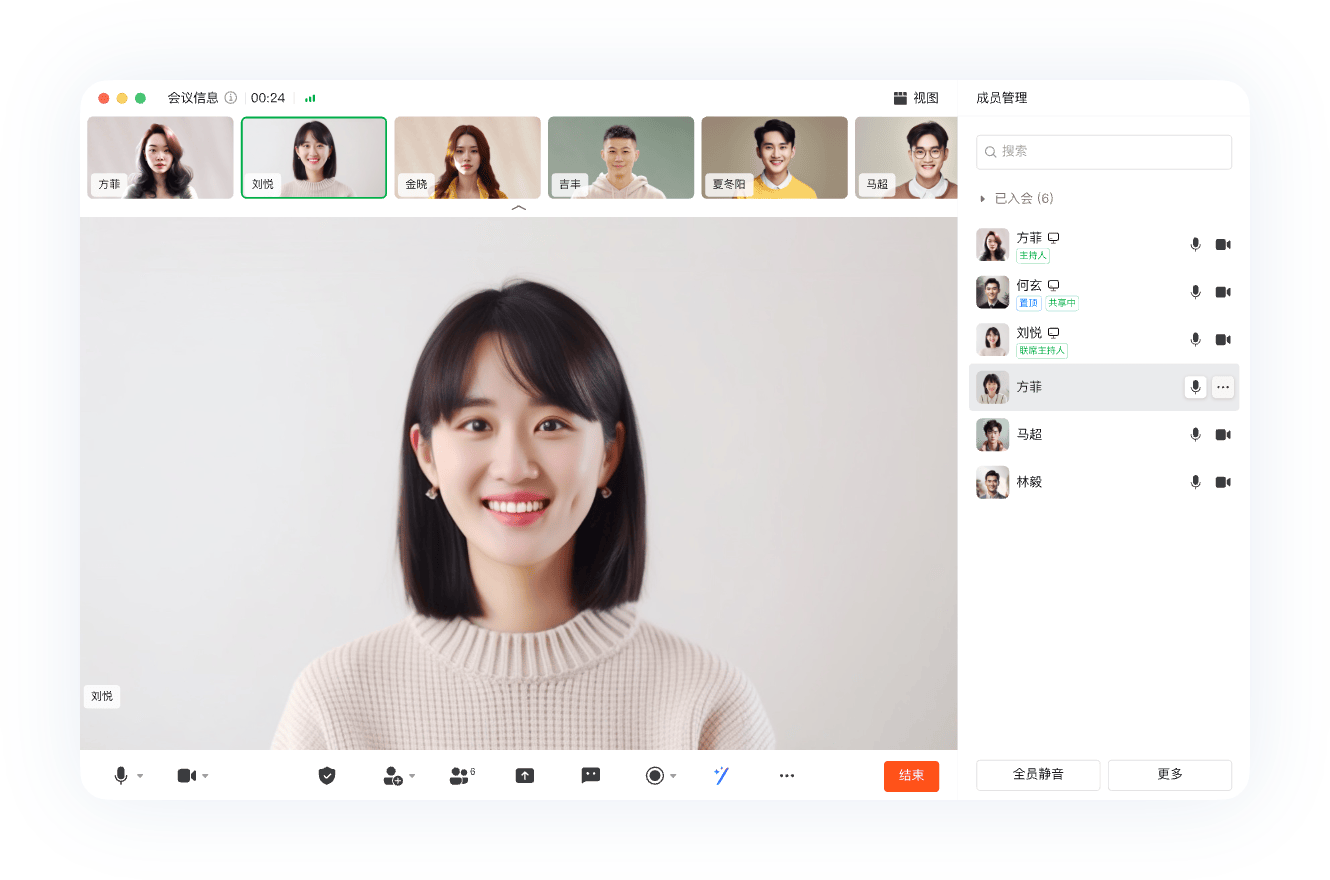 会议信息 00:24 视图
方菲
刘悦
金晓
吉丰
夏冬阳
马超
刘悦
6
结束
成员管理
搜索
已入会 (6)
方菲
主持人
何玄
置顶 共享中
刘悦
联席主持人
方菲
马超
林毅
全员静音 更多